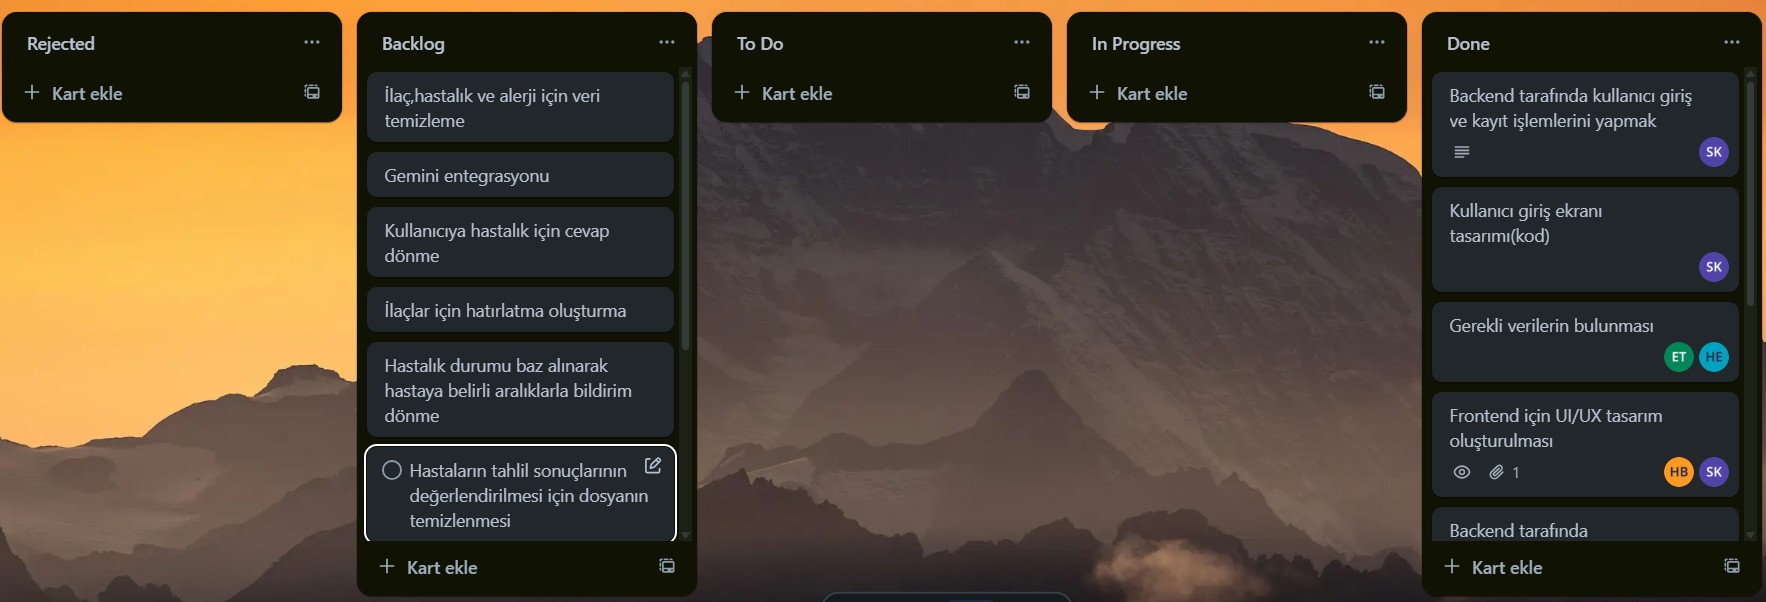 Rejected
Kart ekle
Backlog
İlaç,hastalık ve alerji için veri
temizleme
Gemini entegrasyonu
Kullanıcıya hastalık için cevap
dönme
İlaçlar için hatırlatma oluşturma
Hastalık durumu baz alınarak
hastaya belirli aralıklarla bildirim
dönme
Hastaların tahlil sonuçlarının
değerlendirilmesi için dosyanın
temizlenmesi
Kart ekle
To Do
Kart ekle
In Progress
Kart ekle
Done
Backend tarafında kullanıcı giriş
ve kayıt işlemlerini yapmak
SK
Kullanıcı giriş ekranı
tasarımı(kod)
SK
Gerekli verilerin bulunması
ET HE
Frontend için UI/UX tasarım
oluşturulması
1 HB SK
Backend tarafında
Kart ekle